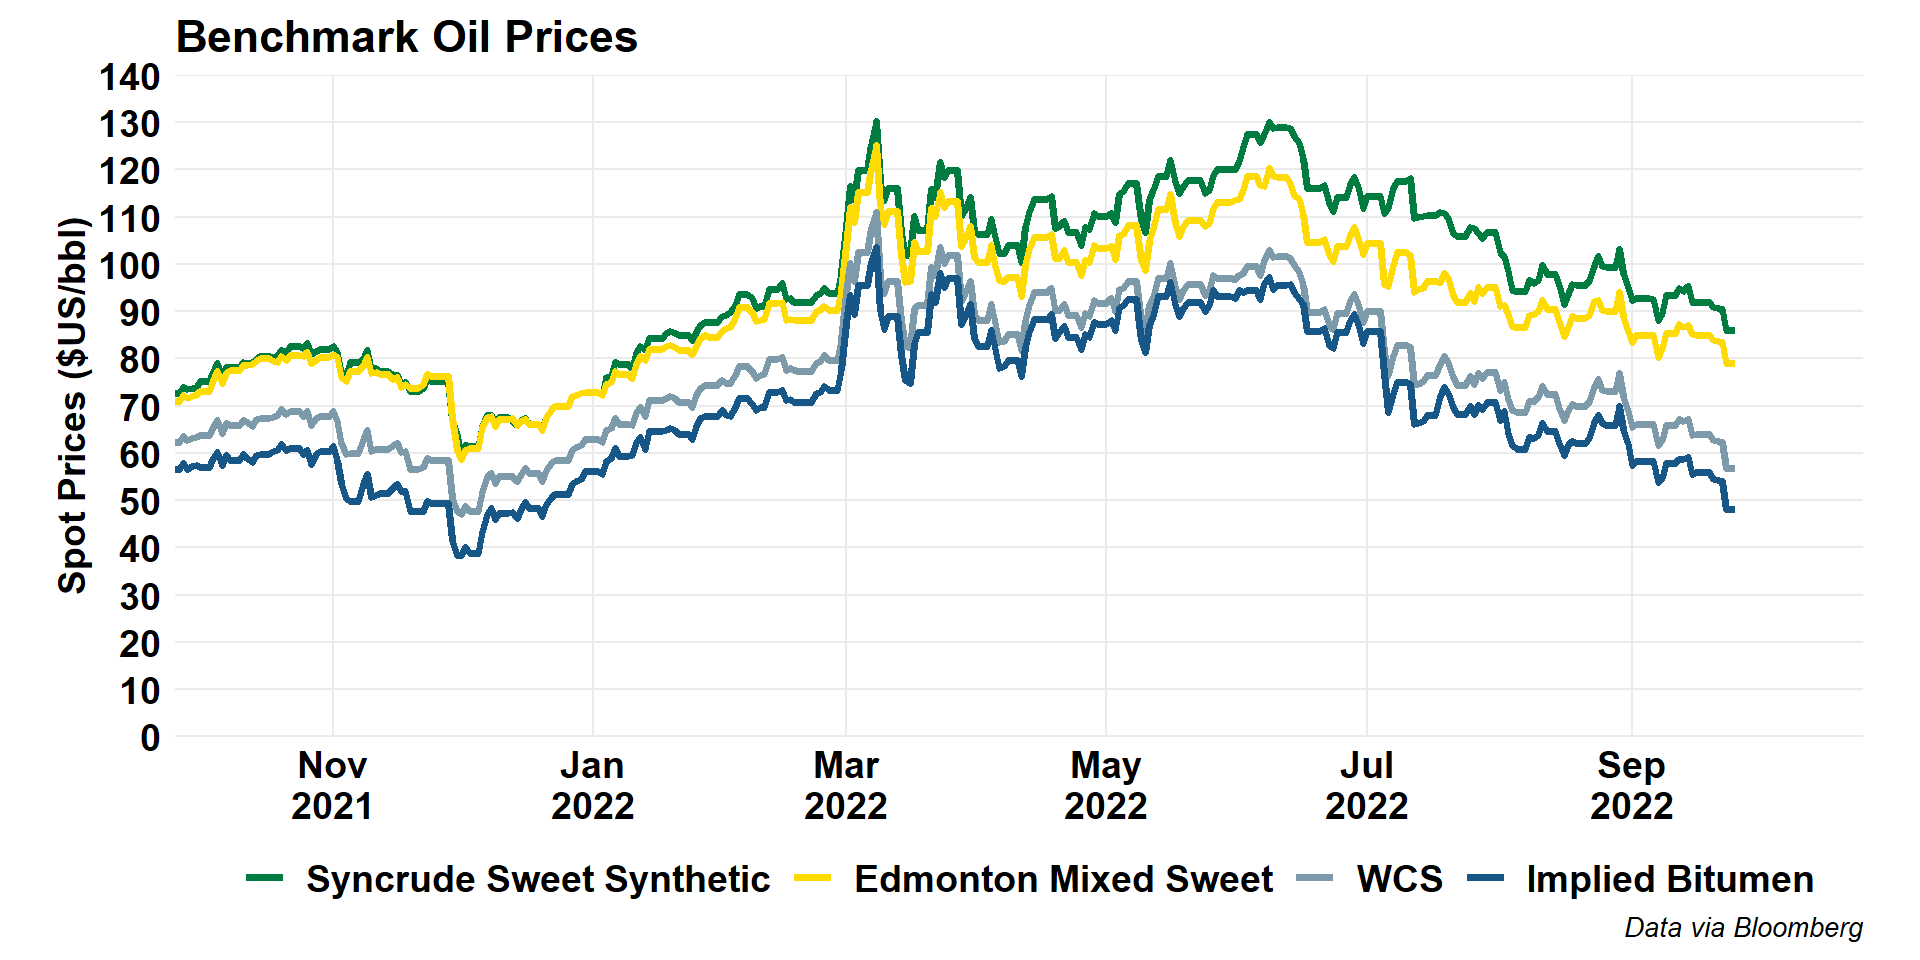 Benchmark Oil Prices
Spot Prices ($US/bbl)
140
130
120
110
100
90
80
70
60
50
40
30
20
10
0
Nov 2021
Jan 2022
Mar 2022
May 2022
Jul 2022
Sep 2022
Syncrude Sweet Synthetic Edmonton Mixed Sweet WCS Implied Bitumen
Data via Bloomberg